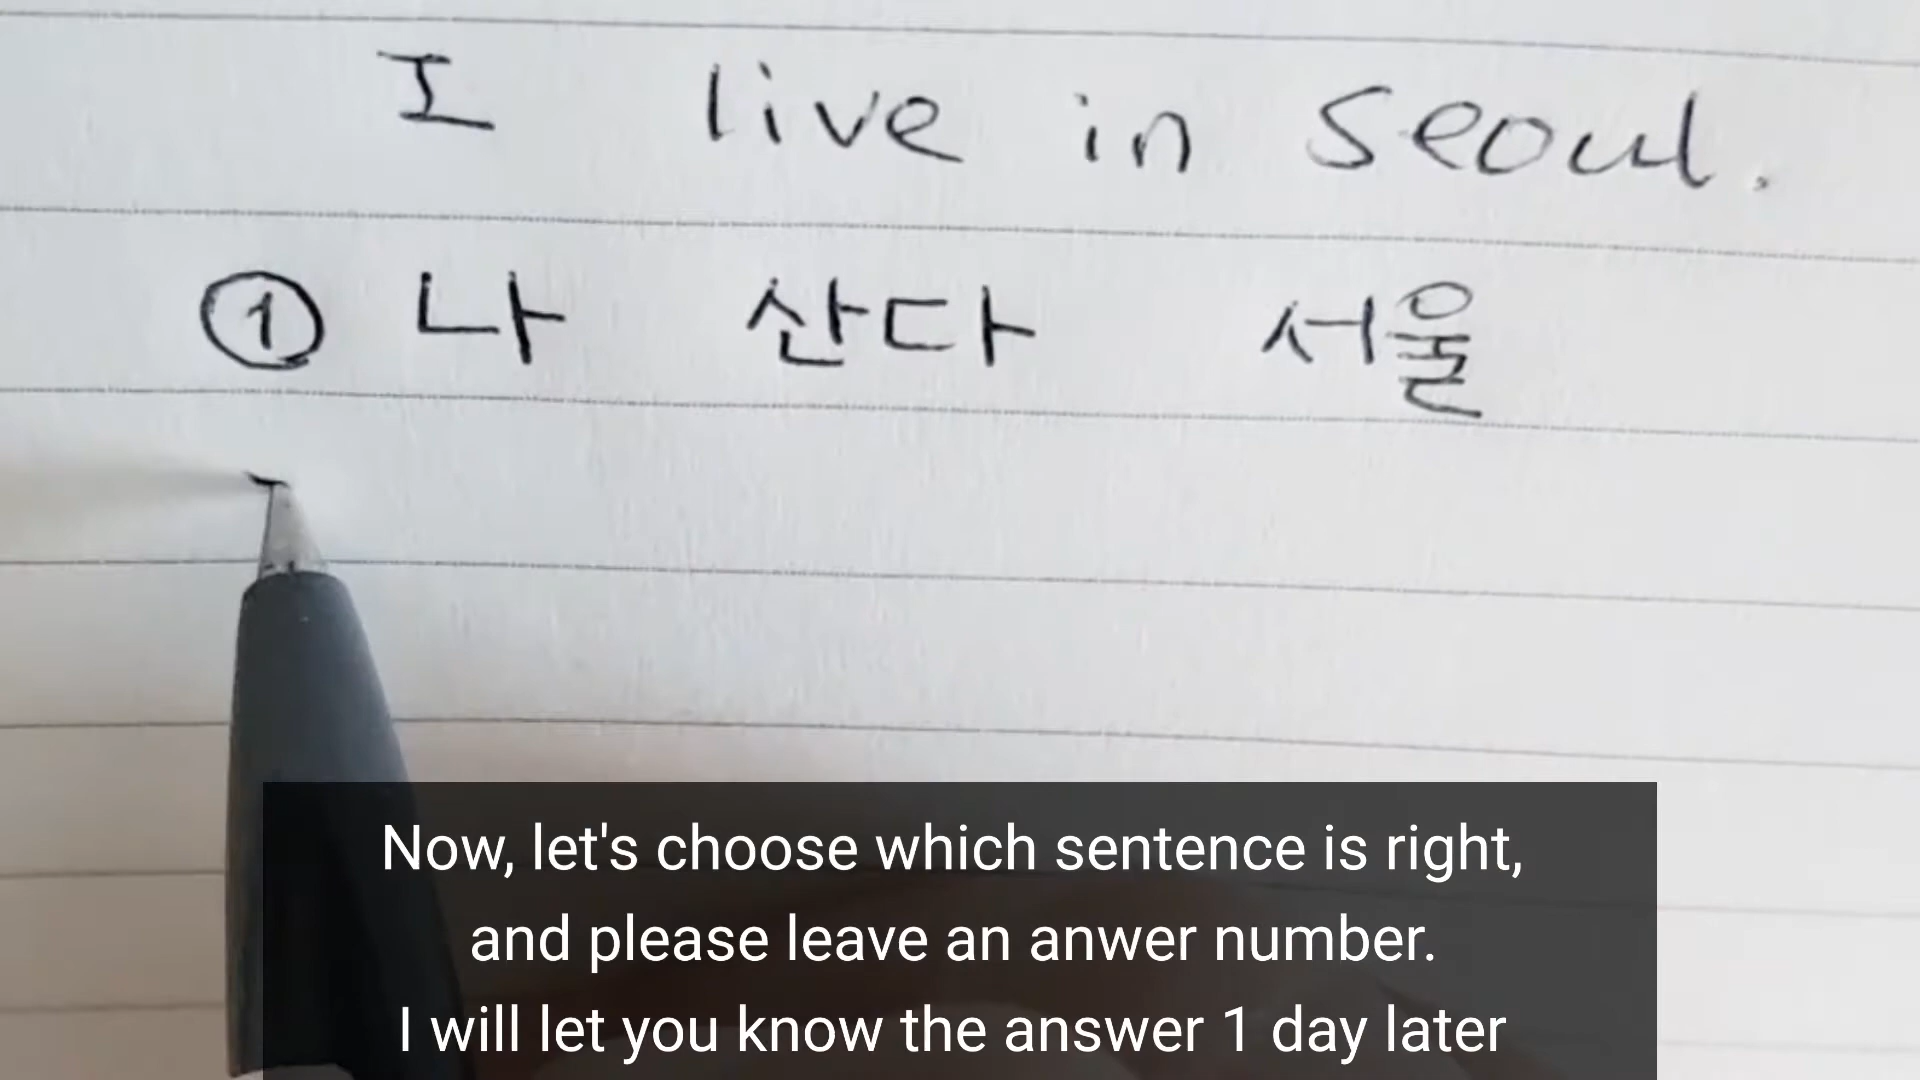 I live in Seoul.
① 나 산다 서울
Now, let's choose which sentence is right,
and please leave an anwer number.
I will let you know the answer 1 day later